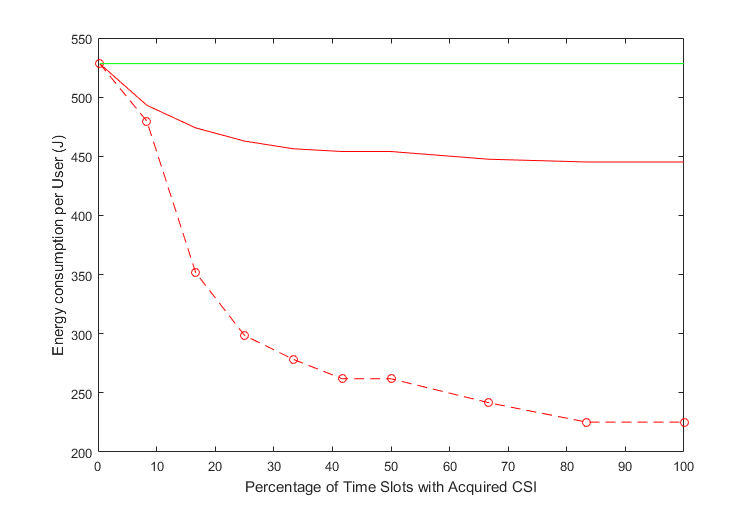 550
500
450
400
350
300
250
200
Energy consumption per User (J)
0 10 20 30 40 50 60 70 80 90 100
Percentage of Time Slots with Acquired CSI